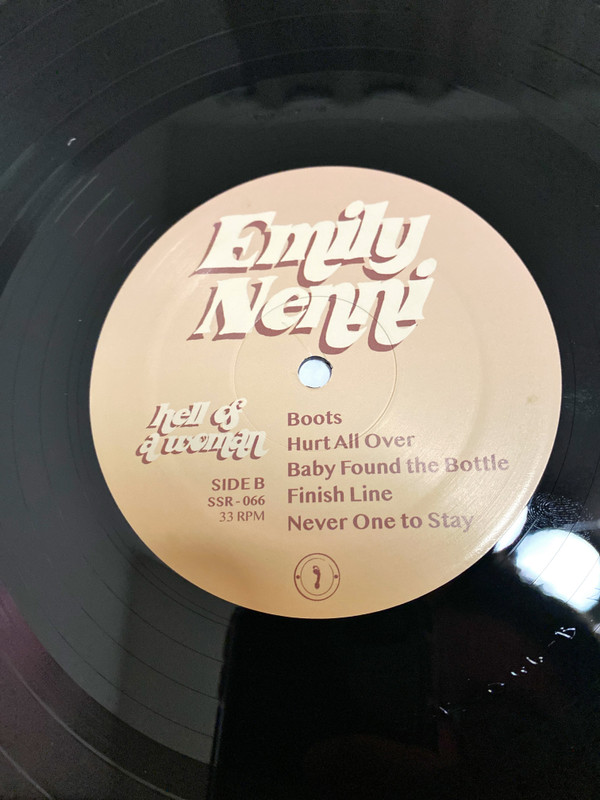 Emily
Nenni
hell of
a woman
SIDE B
SSR - 066
33 RPM
Boots
Hurt All Over
Baby Found the Bottle
Finish Line
Never One to Stay